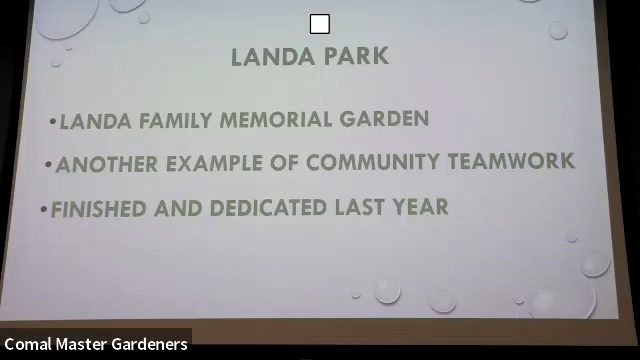 LANDA PARK
•LANDA FAMILY MEMORIAL GARDEN
•ANOTHER EXAMPLE OF COMMUNITY TEAMWORK
•FINISHED AND DEDICATED LAST YEAR
Comal Master Gardeners